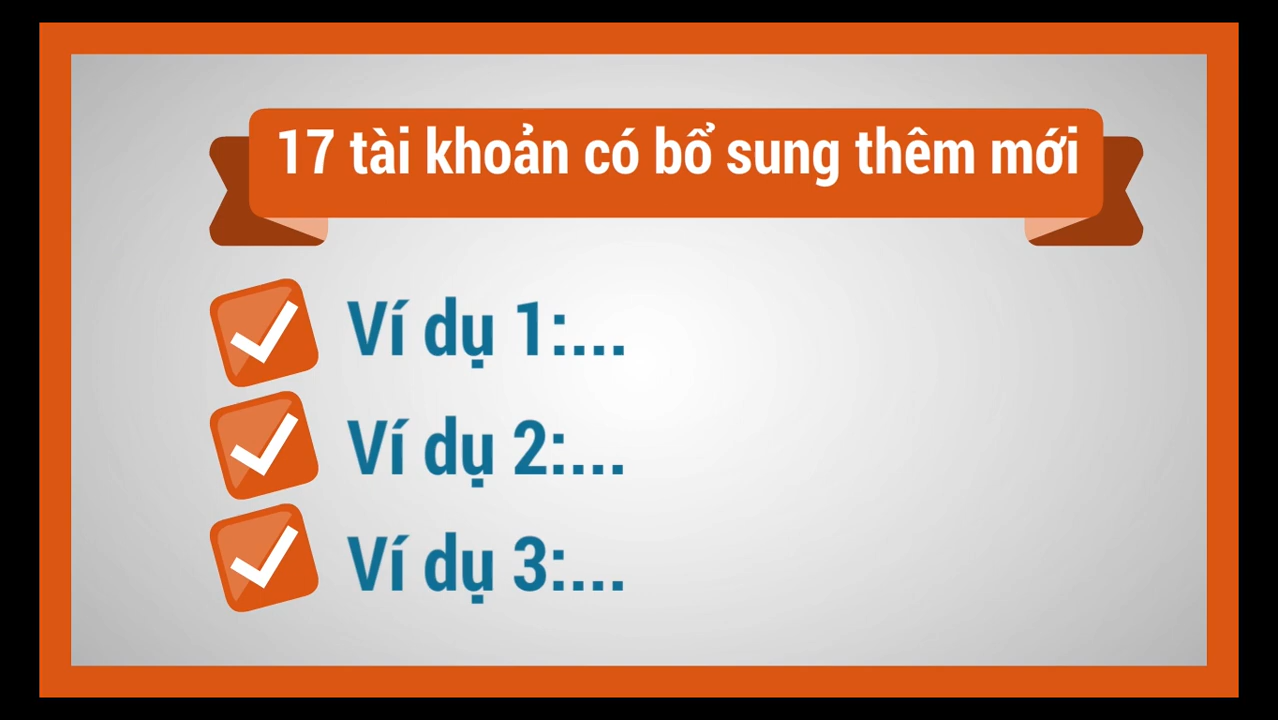 17 tài khoản có bổ sung thêm mới
Ví dụ 1:...
Ví dụ 2:...
Ví dụ 3:...